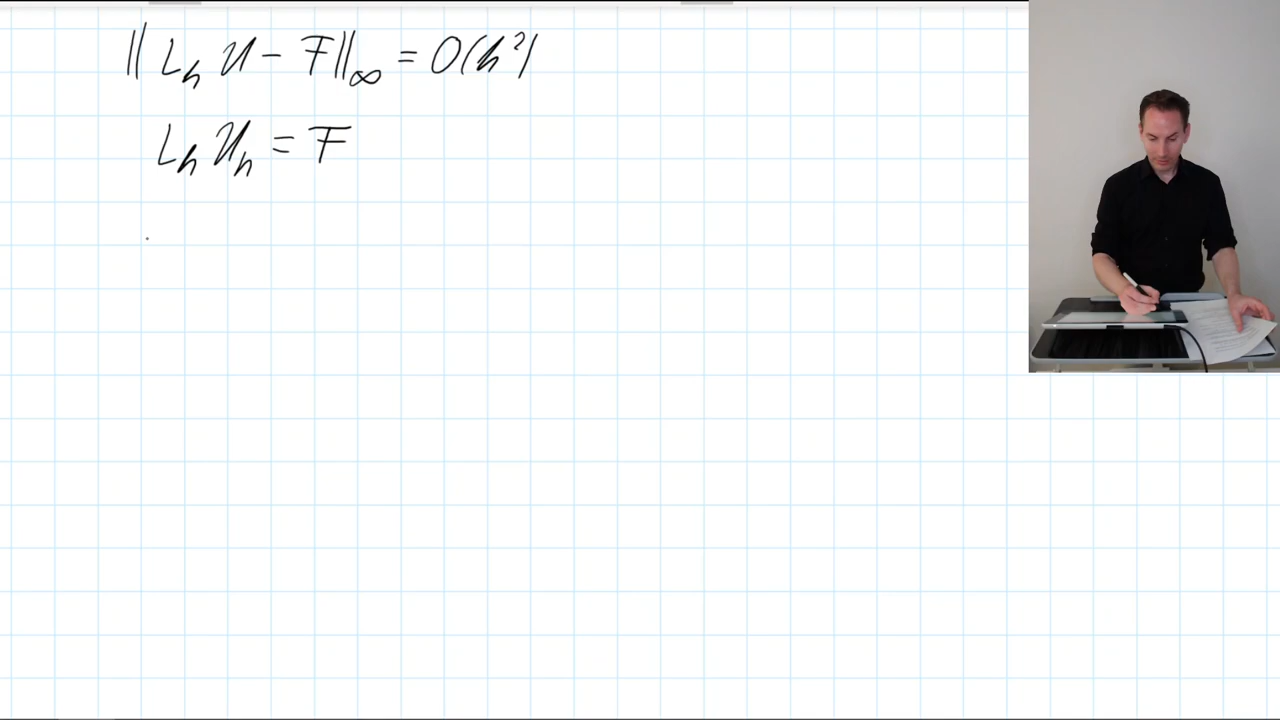 ‖ L_h U - F ‖_∞ = O(h²)
L_h U_h = F